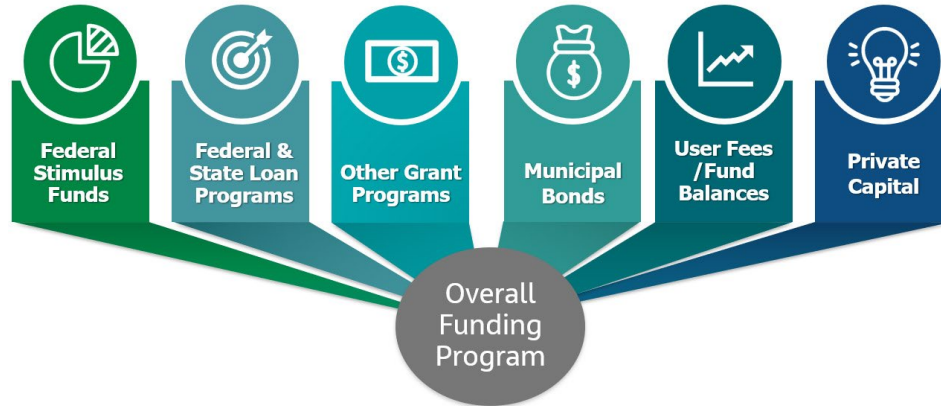 Federal
Stimulus
Funds
Federal &
State Loan
Programs
Other Grant
Programs
$
Municipal
Bonds
$
User Fees
/Fund
Balances
Private
Capital
Overall
Funding
Program